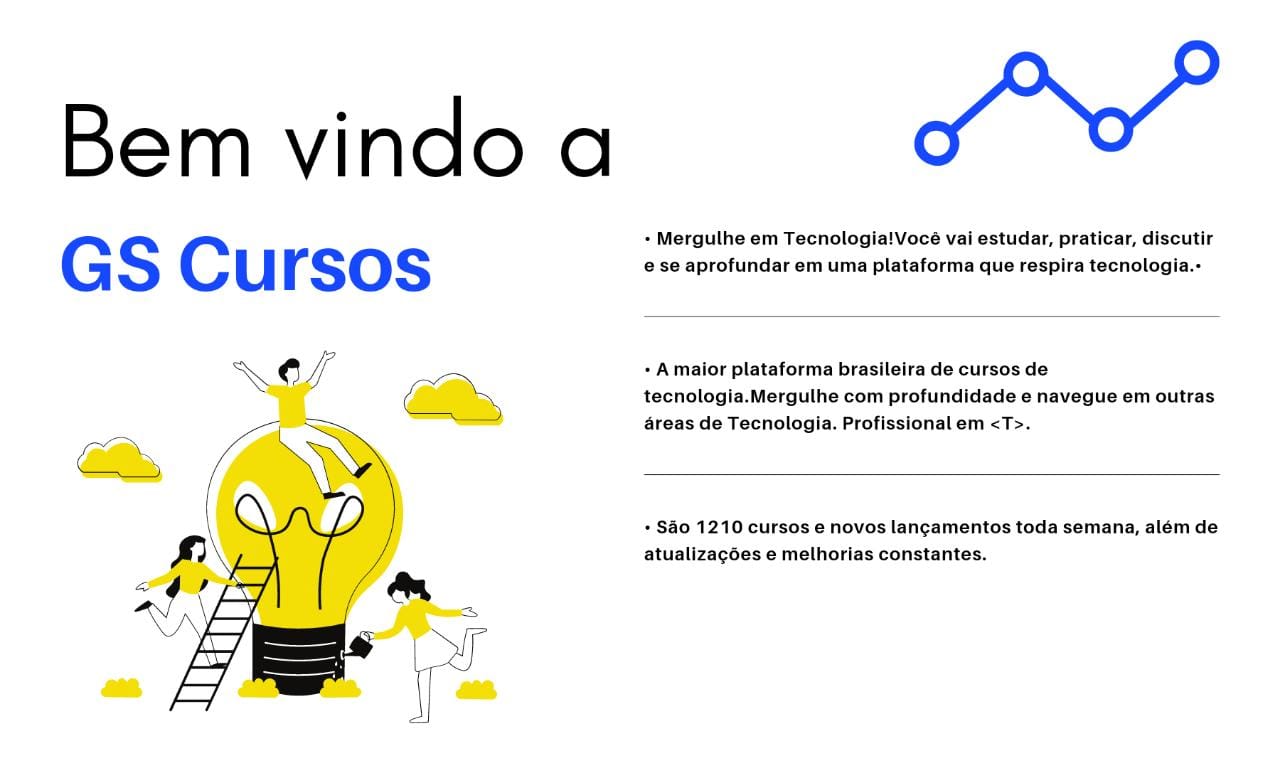 Bem vindo a
GS Cursos
• Mergulhe em Tecnologia!Você vai estudar, praticar, discutir
e se aprofundar em uma plataforma que respira tecnologia.•
• A maior plataforma brasileira de cursos de
tecnologia.Mergulhe com profundidade e navegue em outras
áreas de Tecnologia. Profissional em <T>.
• São 1210 cursos e novos lançamentos toda semana, além de
atualizações e melhorias constantes.